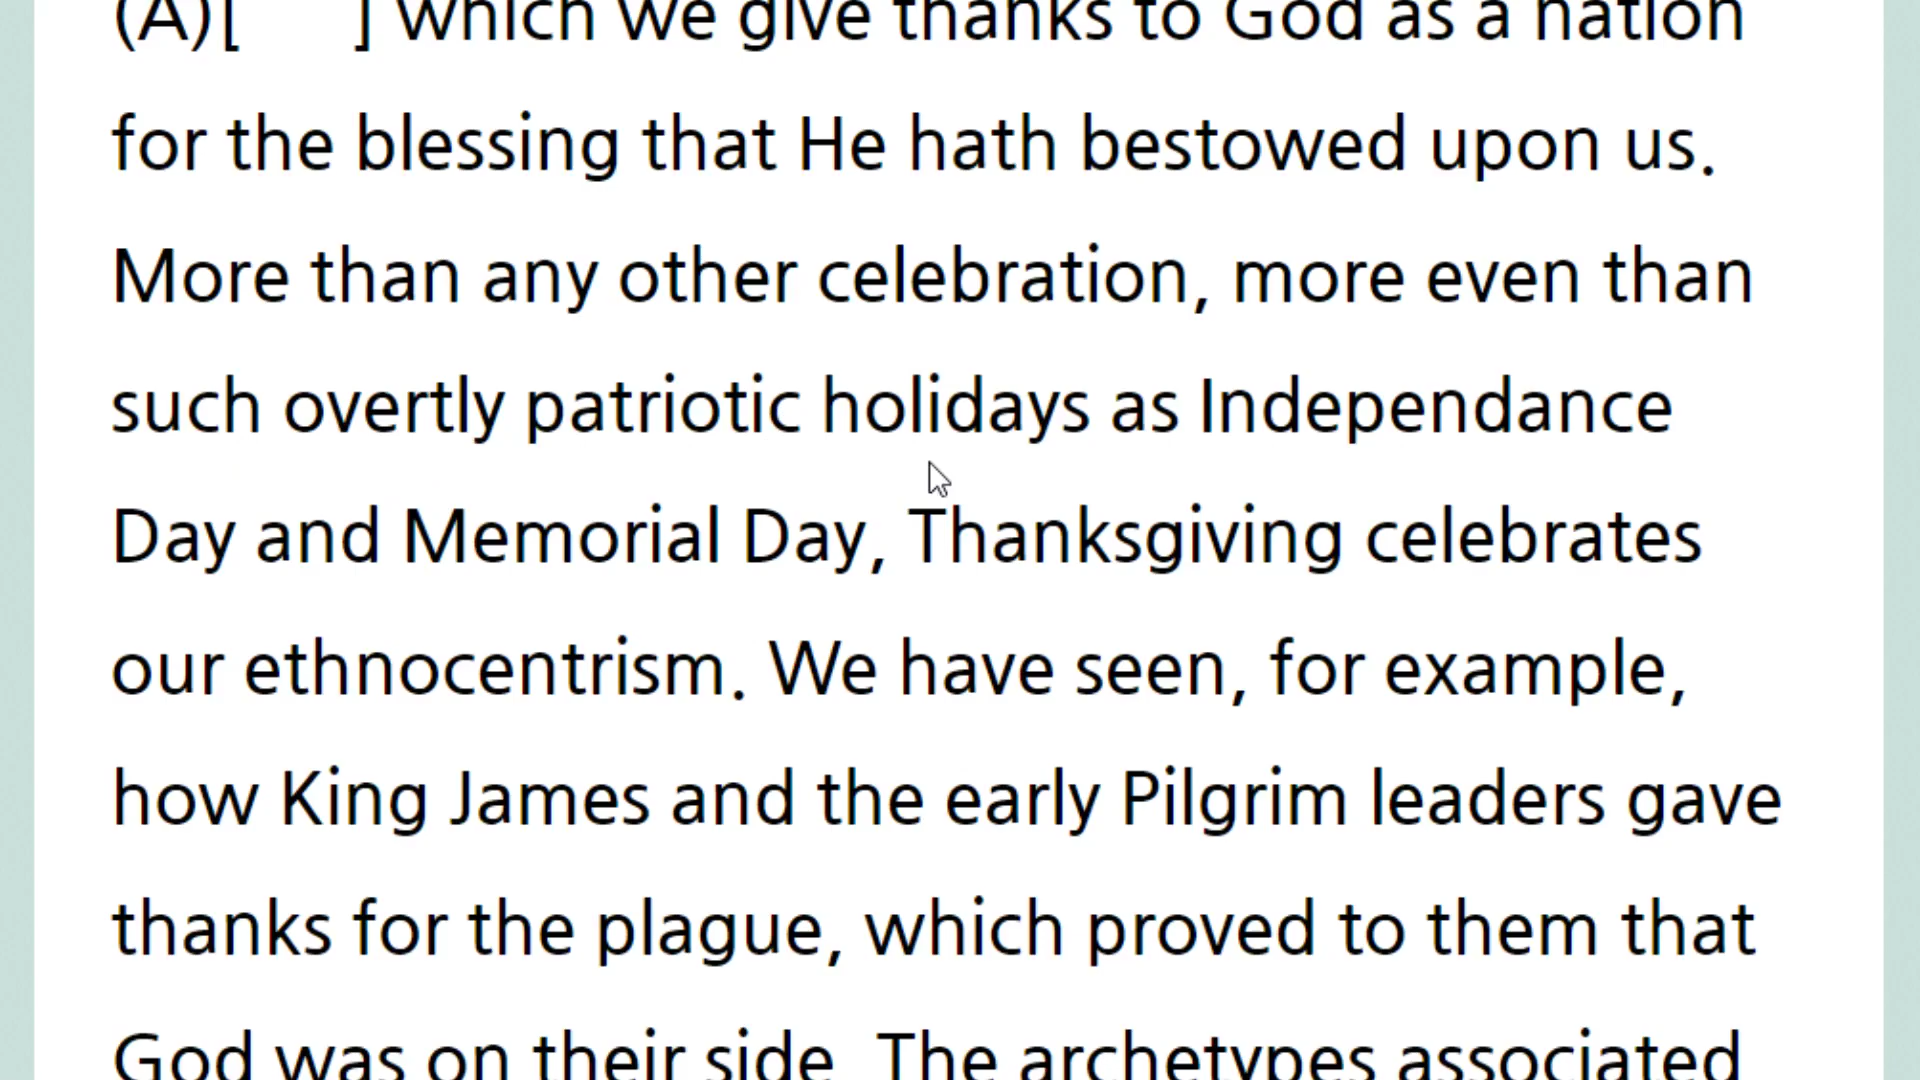 (A)[ ] which we give thanks to God as a nation
for the blessing that He hath bestowed upon us.
More than any other celebration, more even than
such overtly patriotic holidays as Independance
Day and Memorial Day, Thanksgiving celebrates
our ethnocentrism. We have seen, for example,
how King James and the early Pilgrim leaders gave
thanks for the plague, which proved to them that
God was on their side. The archetypes associated